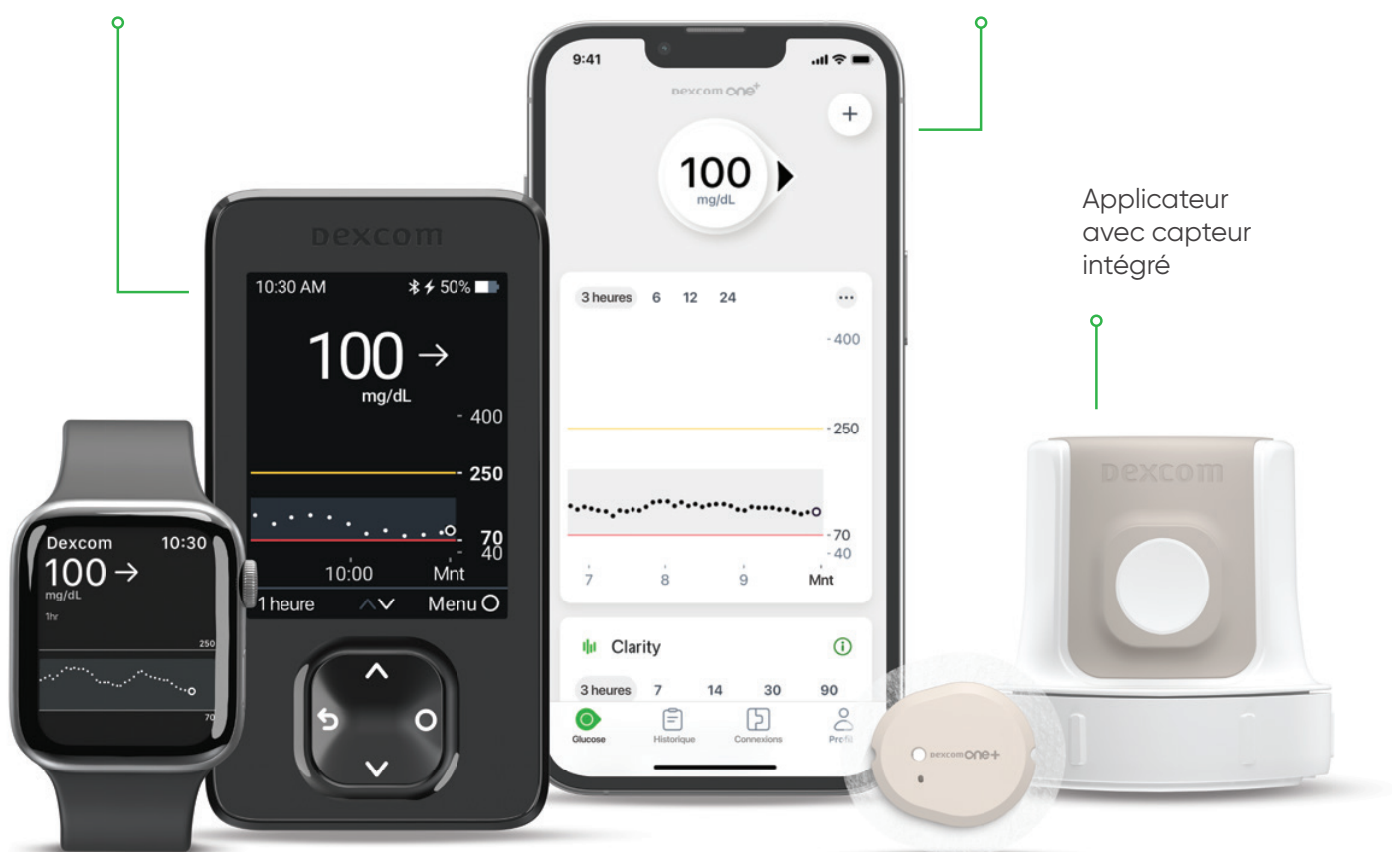 Applicateur
avec capteur
intégré
Dexcom 10:30
100 →
mg/dL
1hr
250
70
Dexcom
10:30 AM 50%
100 →
mg/dL
- 400
- 250
70
- 40
10:00 Mnt
1 heure Menu
9:41
Dexcom one+
+
100
mg/dL
3 heures 6 12 24 ...
- 400
- 250
- 70
- 40
7 8 9 Mnt
Clarity
3 heures 7 14 30 90
Glucose Historique Connexions Profil
Dexcom one+
Dexcom